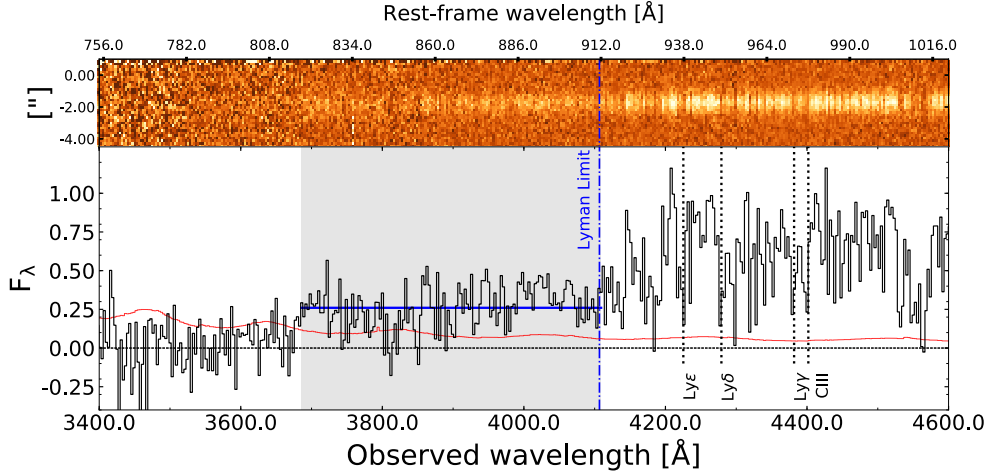 Rest-frame wavelength [Å]
756.0 782.0 808.0 834.0 860.0 886.0 912.0 938.0 964.0 990.0 1016.0
0.00
["]
−2.00
−4.00
Lyman Limit
1.00
0.75
0.50
F_λ
0.25
0.00
−0.25
Lyε
Lyδ
Lyγ
CIII
3400.0 3600.0 3800.0 4000.0 4200.0 4400.0 4600.0
Observed wavelength [Å]